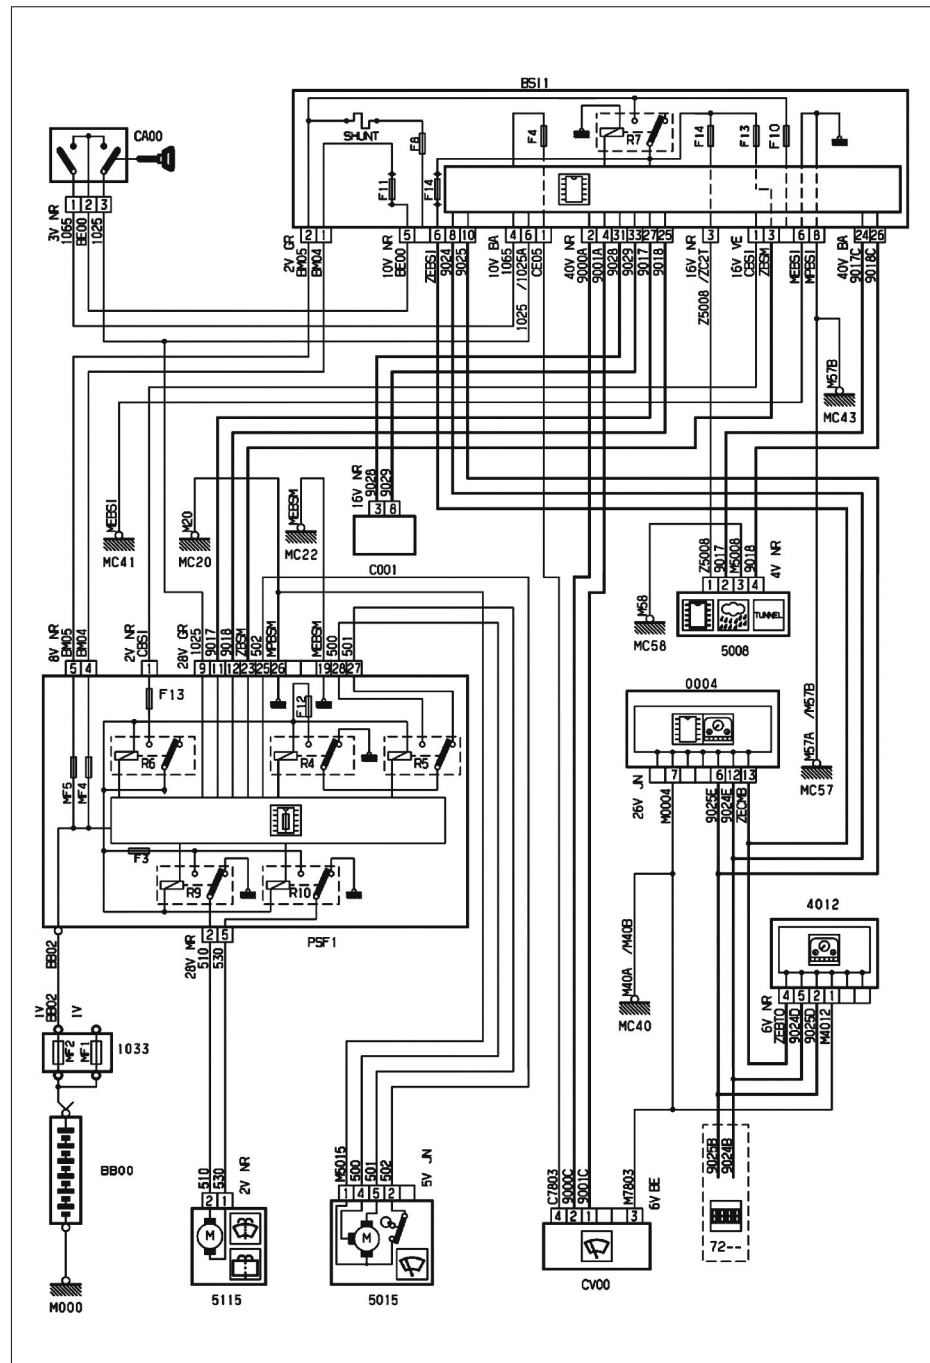 BSI1
CA00
SHUNT
F8
F4
R7
F14
F13
F10
F11
F14
1 2 3
2 1
5
6 8 10
4 6 1
2 4 31 33 27 25
3
1 3
6 8
24 26
3V NR
1065
BE00
1025
2V GR
BM05
BM04
10V NR
BE00
ZEBS1
9024
9025
10V BA
1065
1025 /1025A
CE05
40V NR
9000A
9001A
9028
9029
9017
9018
16V NR
Z5008 /ZC2T
16V VE
CBS1
ZBSM
MEBS1
MPBS1
40V BA
9017C
9018C
M57B
MC43
16V NR
9028
9029
3 8
C001
MEBS1
MC41
M20
MC20
MEBSM
MC22
M58
MC58
Z5008
9017
M5008
9018
4V NR
1 2 3 4
TUNNEL
5008
8V NR
BM05
BM04
2V NR
CBS1
28V GR
1025
9017
9018
ZBSM
502
MPBSM
MEBSM
500
501
5 4
1
9 11 12 23 25 26
19 28 27
F13
F12
R6
R4
R5
MF5
MF4
F3
R9
R10
2 5
PSF1
28V MR
510
530
0004
7
6 12 13
26V JN
M0004
9025E
9024E
ZECMB
M57A /M57B
MC57
4012
4 5 2 1
6V NR
ZEBT0
9024D
9025D
M4012
M40A /M40B
MC40
BB02
1V
BB02
1V
MF2
MF1
1033
BB00
M000
510
530
2V NR
2 1
M
5115
M5015
500
501
502
5V JN
1 4 5 2
M
5015
C7803
9000C
9001C
M7803
6V BE
4 2 1
3
CV00
9025B
9024B
72--